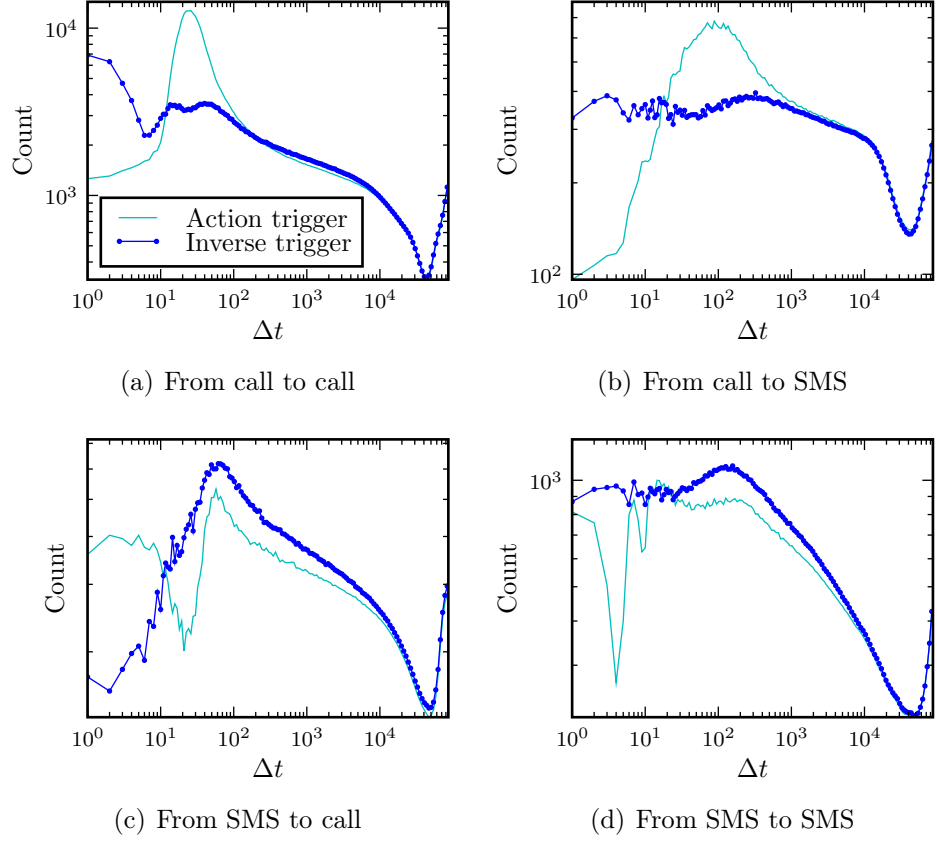 10^4
Count
10^3
Action trigger
Inverse trigger
10^0 10^1 10^2 10^3 10^4
Δt
(a) From call to call
Count
10^2
10^0 10^1 10^2 10^3 10^4
Δt
(b) From call to SMS
Count
10^0 10^1 10^2 10^3 10^4
Δt
(c) From SMS to call
10^3
Count
10^0 10^1 10^2 10^3 10^4
Δt
(d) From SMS to SMS